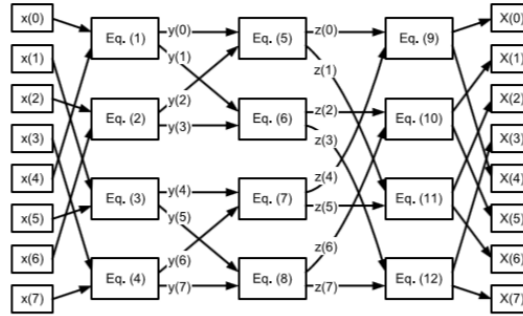 x(0)
x(1)
x(2)
x(3)
x(4)
x(5)
x(6)
x(7)
Eq. (1)
Eq. (2)
Eq. (3)
Eq. (4)
y(0)
y(1)
y(2)
y(3)
y(4)
y(5)
y(6)
y(7)
Eq. (5)
Eq. (6)
Eq. (7)
Eq. (8)
z(0)
z(1)
z(2)
z(3)
z(4)
z(5)
z(6)
z(7)
Eq. (9)
Eq. (10)
Eq. (11)
Eq. (12)
X(0)
X(1)
X(2)
X(3)
X(4)
X(5)
X(6)
X(7)